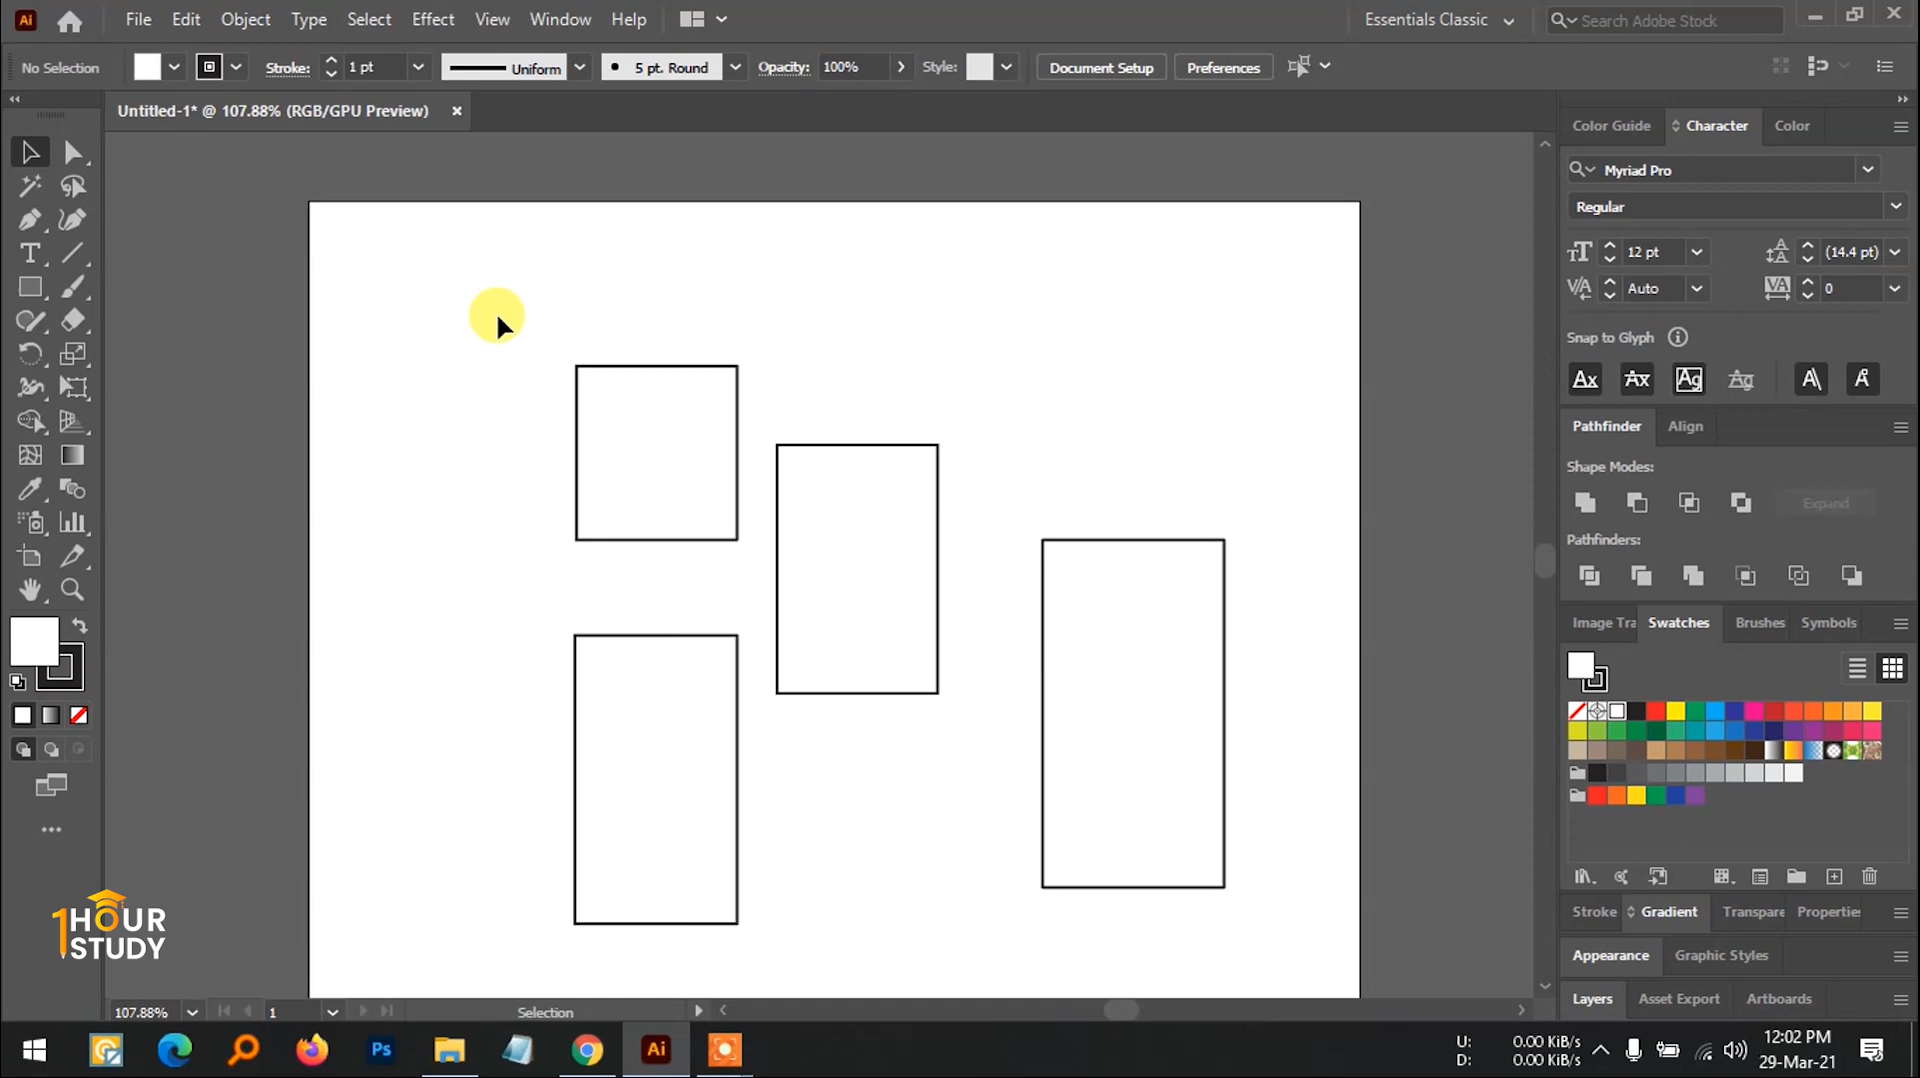 Ai File Edit Object Type Select Effect View Window Help Essentials Classic Search Adobe Stock
No Selection Stroke: 1 pt Uniform 5 pt. Round Opacity: 100% Style: Document Setup Preferences
Untitled-1* @ 107.88% (RGB/GPU Preview)
Color Guide Character Color
Myriad Pro
Regular
12 pt (14.4 pt)
Auto 0
Snap to Glyph
Pathfinder Align
Shape Modes:
Expand
Pathfinders:
Image Tra Swatches Brushes Symbols
Stroke Gradient Transpare Propertie
Appearance Graphic Styles
Layers Asset Export Artboards
1HOUR
STUDY
107.88% 1 Selection
Ps Ai
U: 0.00 KiB/s
D: 0.00 KiB/s
12:02 PM
29-Mar-21